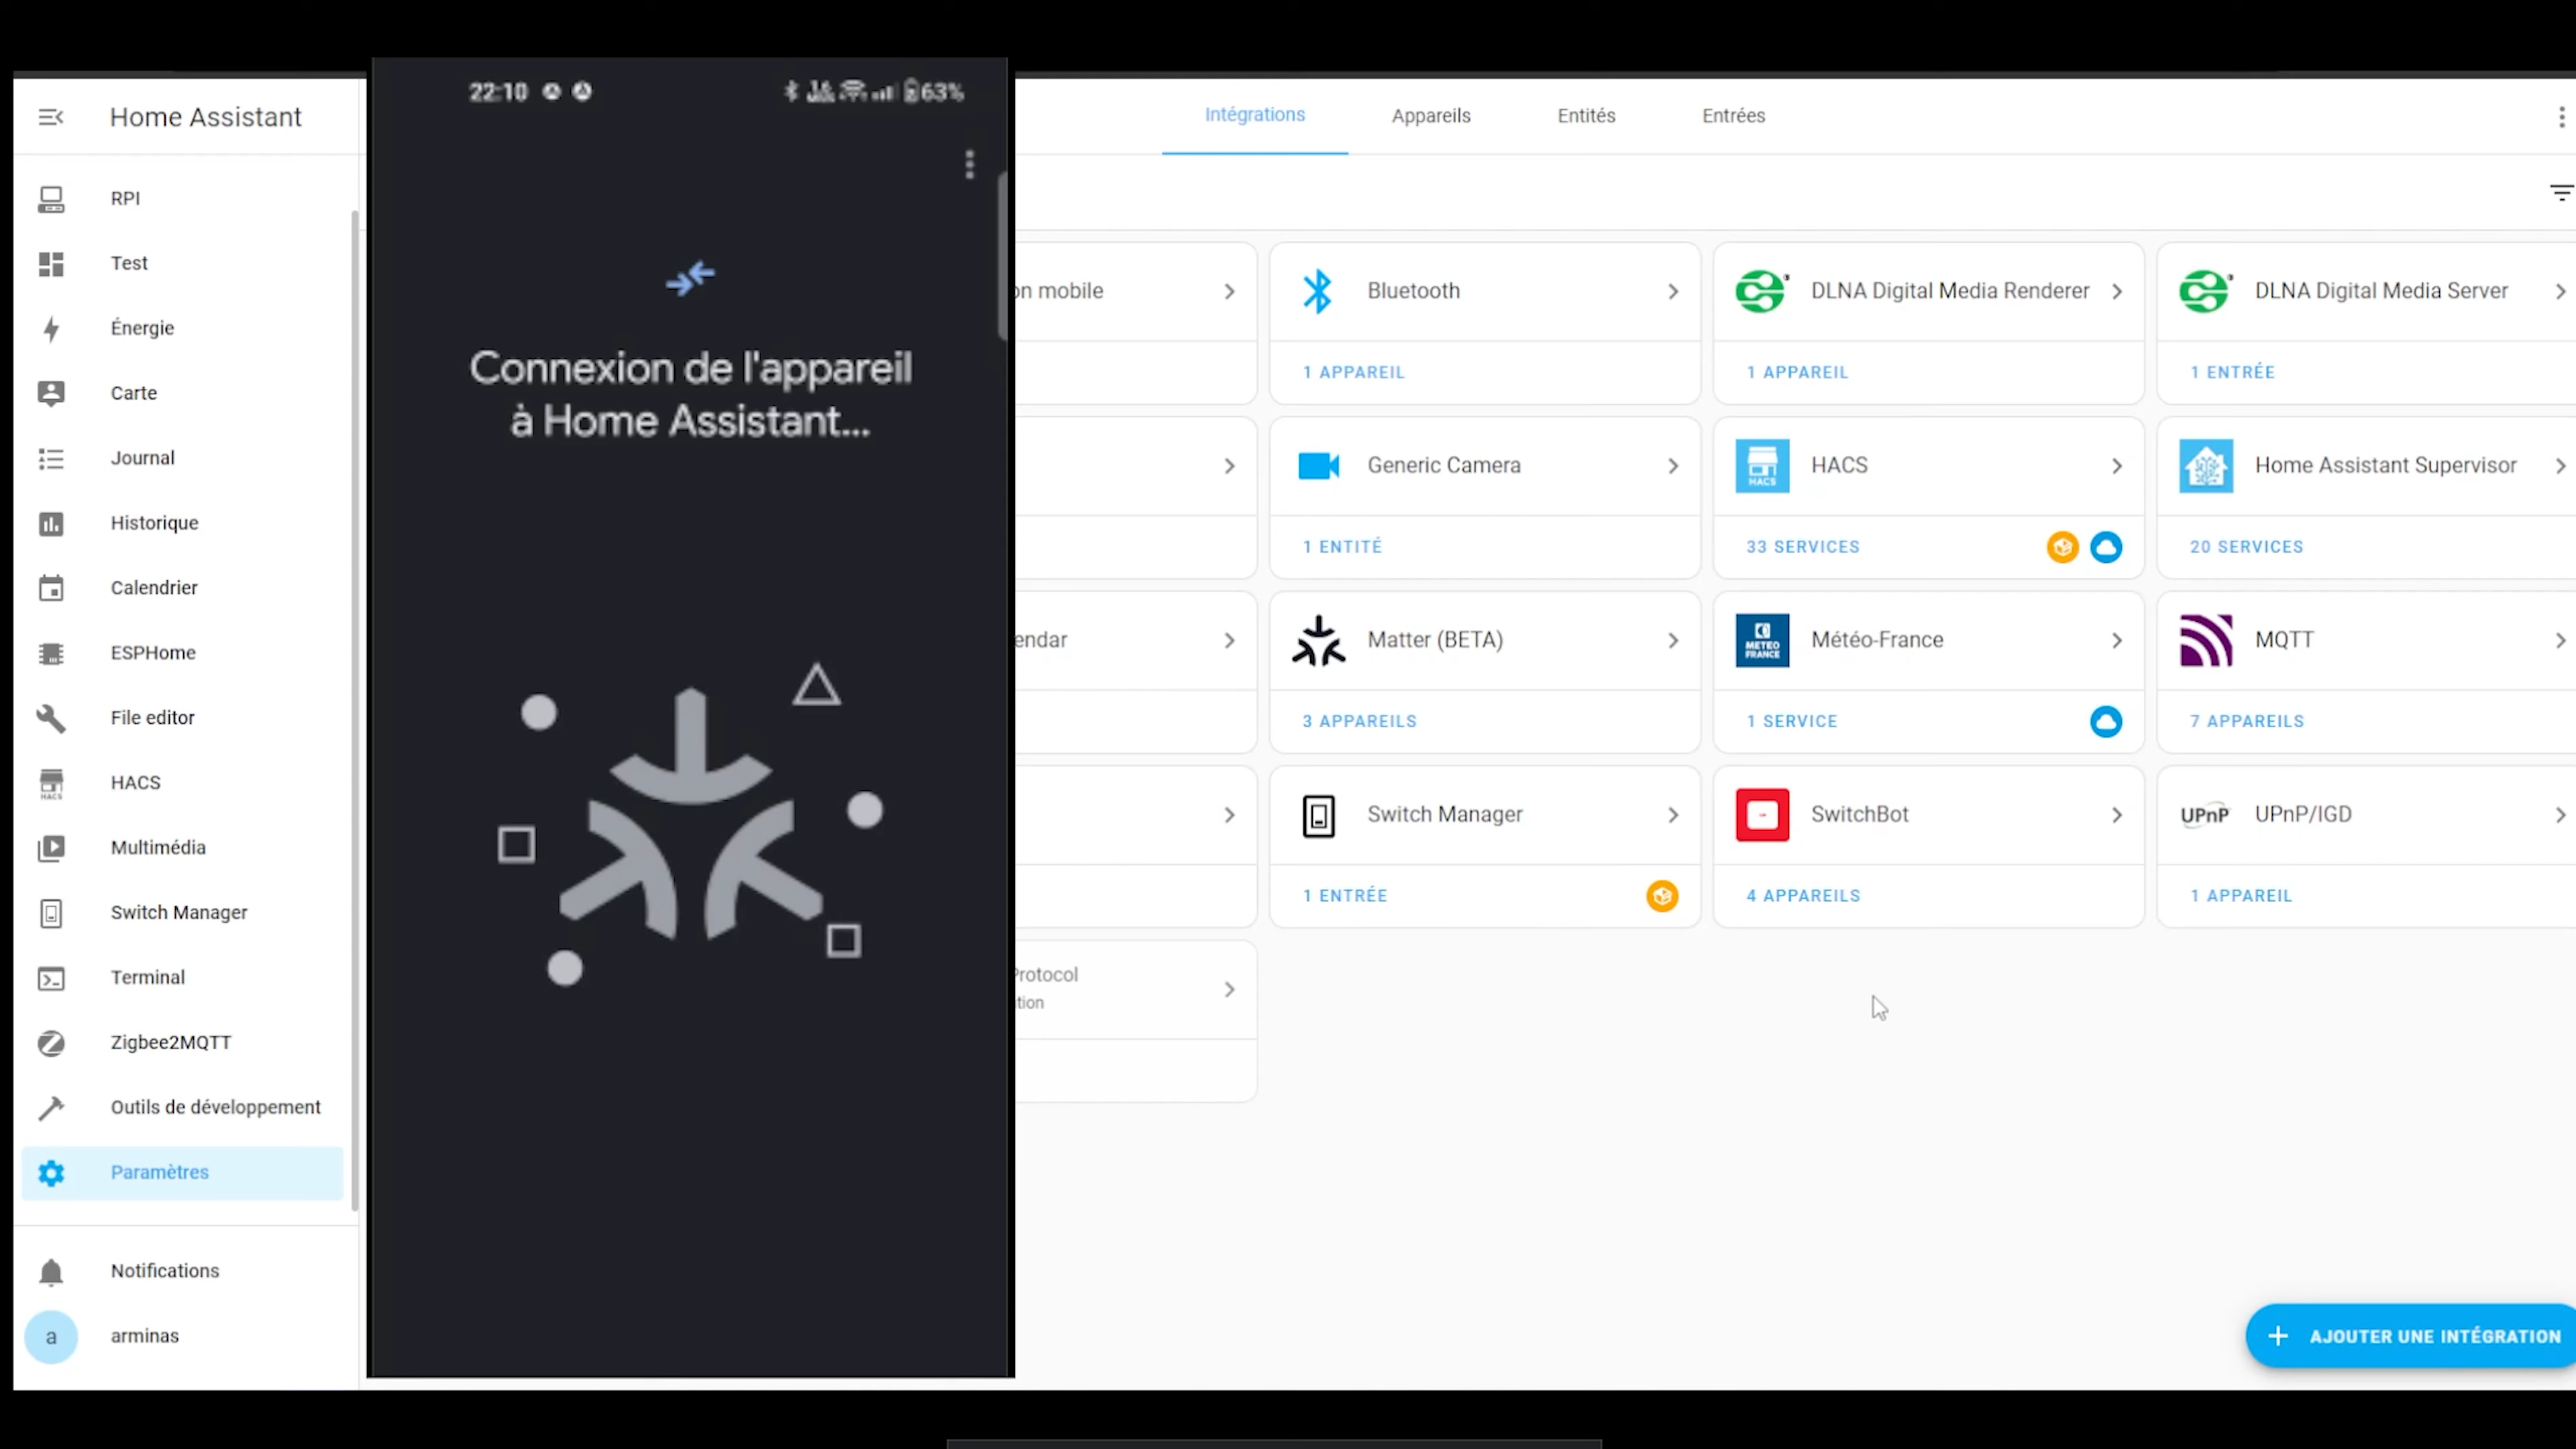 Home Assistant
RPI
Test
Énergie
Carte
Journal
Historique
Calendrier
ESPHome
File editor
HACS
HACS
Multimédia
Switch Manager
Terminal
Zigbee2MQTT
Outils de développement
Paramètres
Notifications
a
arminas
22:10
63%
Connexion de l'appareil
à Home Assistant...
Intégrations
Appareils
Entités
Entrées
on mobile
Bluetooth
1 APPAREIL
DLNA Digital Media Renderer
1 APPAREIL
DLNA Digital Media Server
1 ENTRÉE
Generic Camera
1 ENTITÉ
HACS
HACS
33 SERVICES
Home Assistant Supervisor
20 SERVICES
endar
Matter (BETA)
3 APPAREILS
METEO
FRANCE
Météo-France
1 SERVICE
MQTT
7 APPAREILS
Switch Manager
1 ENTRÉE
SwitchBot
4 APPAREILS
UPnP
UPnP/IGD
1 APPAREIL
Protocol
tion
AJOUTER UNE INTÉGRATION